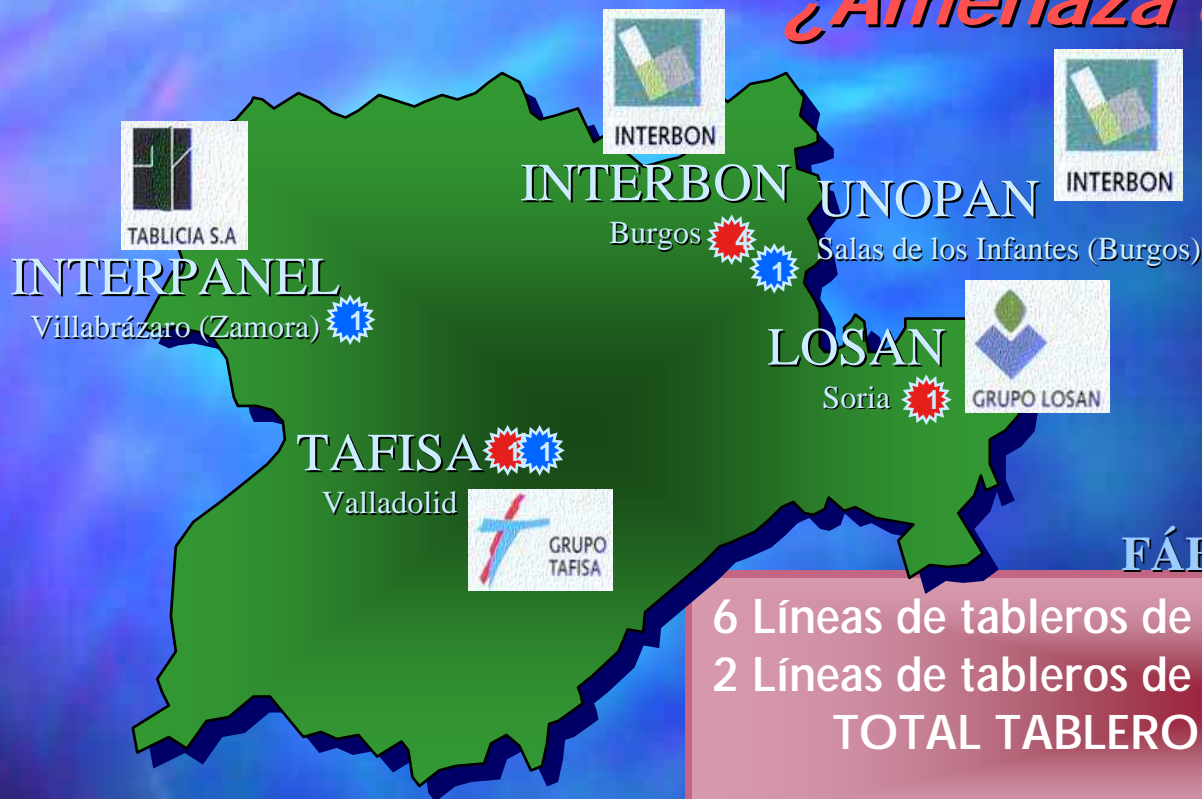 ¿Amenaza
INTERBON
INTERBON
TABLICIA S.A
INTERBON
Burgos 4
1
UNOPAN
Salas de los Infantes (Burgos)
INTERPANEL
Villabrázaro (Zamora) 1
LOSAN
Soria 1
GRUPO LOSAN
TAFISA 1 1
Valladolid
GRUPO
TAFISA
6 Líneas de tableros de
2 Líneas de tableros de
TOTAL TABLERO